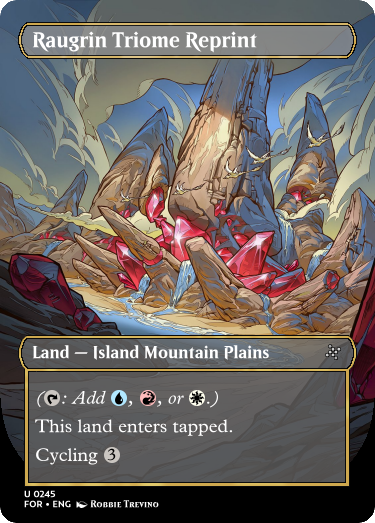 Raugrin Triome Reprint
Land — Island Mountain Plains
(: Add , , or .)
This land enters tapped.
Cycling 3
U 0245
FOR • ENG Robbie Trevino